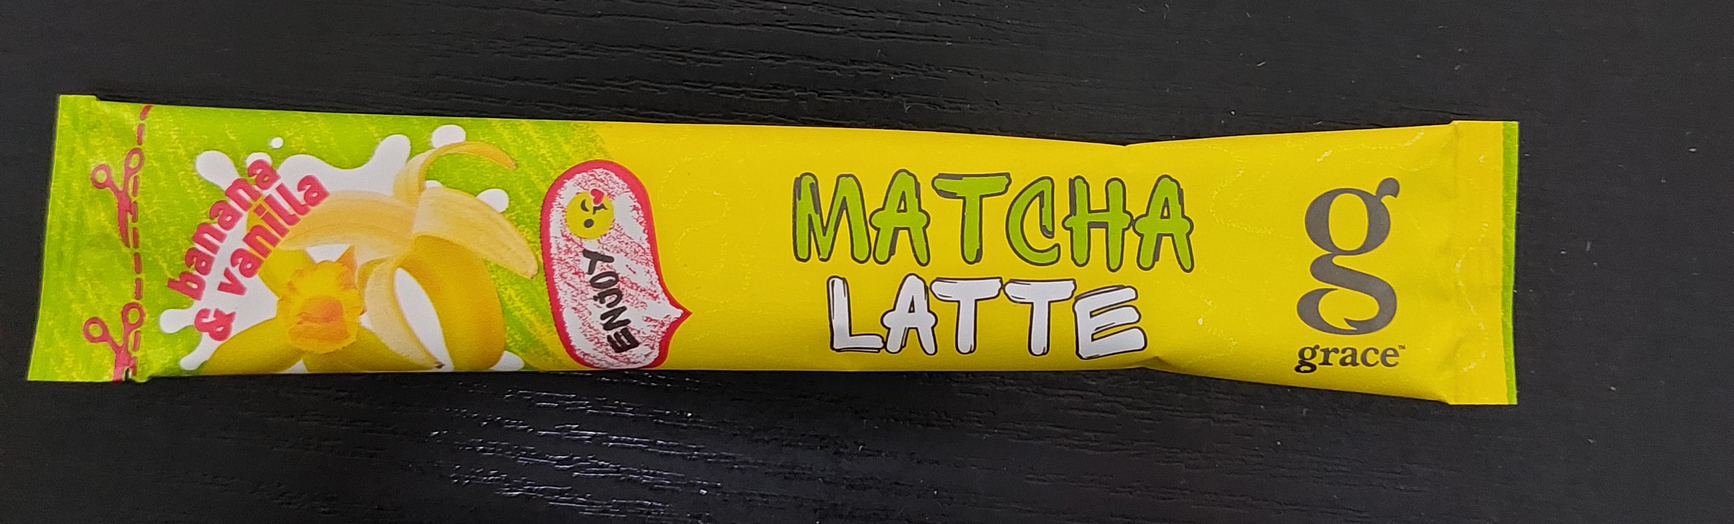 banana
& vanilla
ENJOY
MATCHA
LATTE
g
grace™